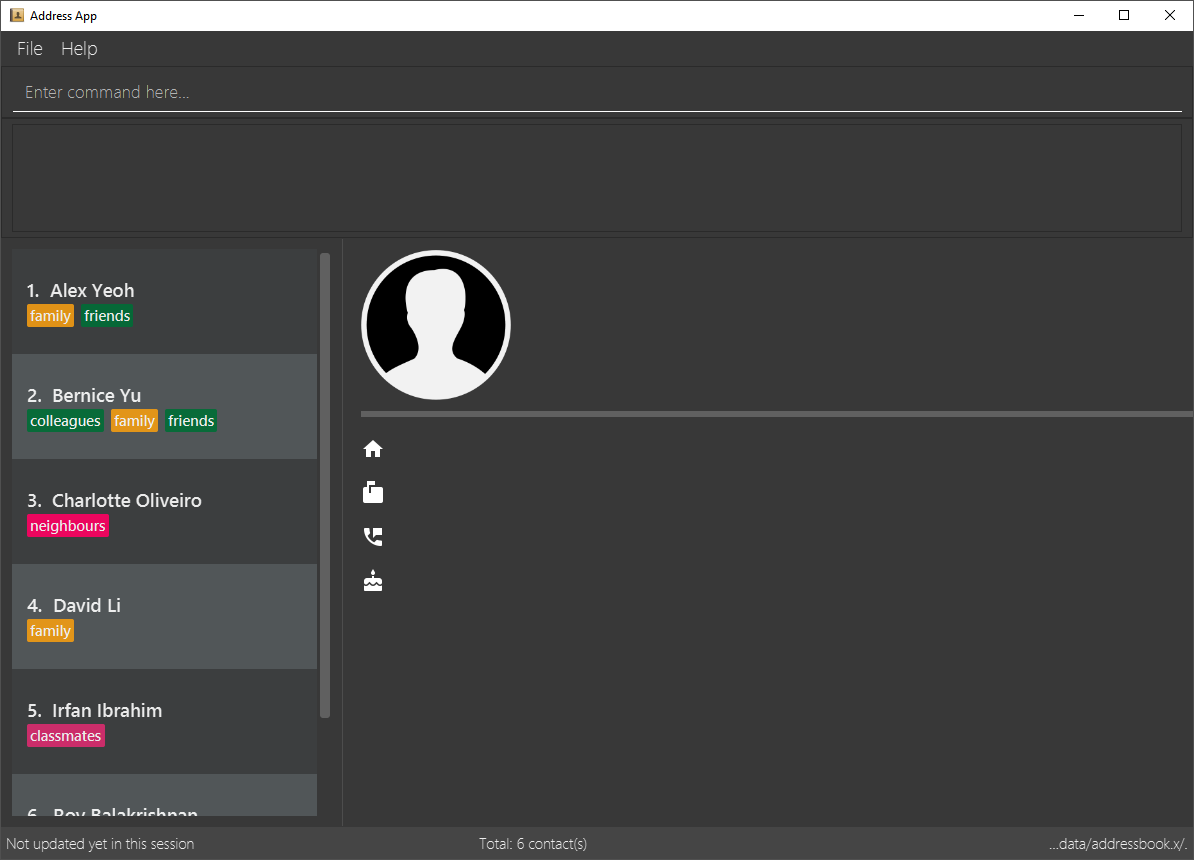 Address App
File Help
Enter command here...
1. Alex Yeoh
family friends
2. Bernice Yu
colleagues family friends
3. Charlotte Oliveiro
neighbours
4. David Li
family
5. Irfan Ibrahim
classmates
6. Roy Balakrishnan
Not updated yet in this session Total: 6 contact(s) ...data/addressbook.x/.